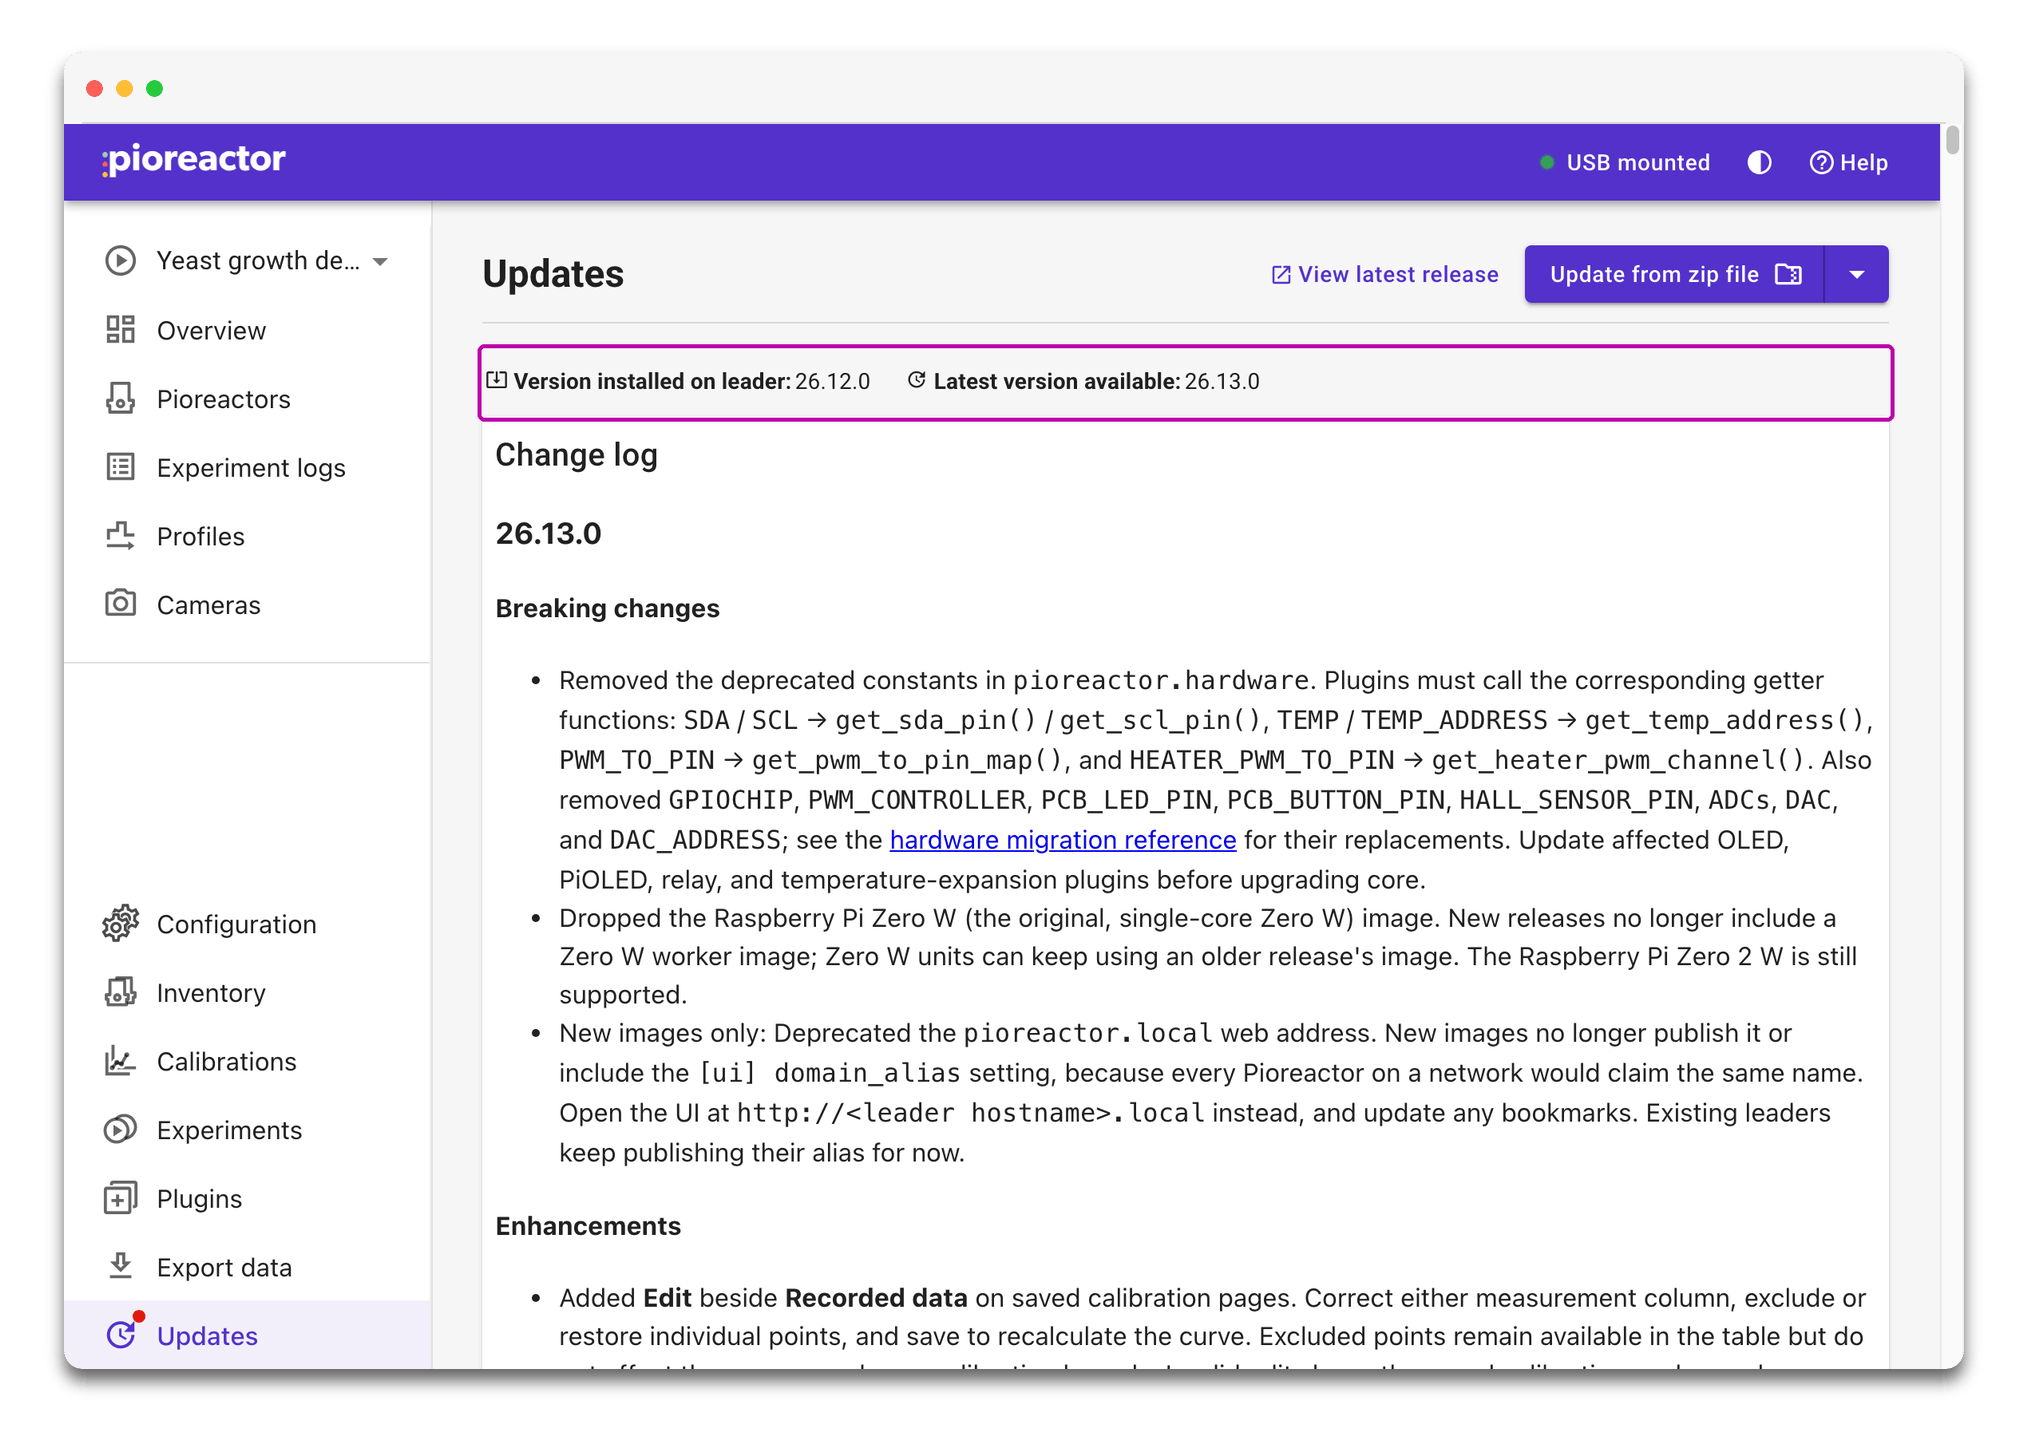 pioreactor
USB mounted
Help
Yeast growth de...
Overview
Pioreactors
Experiment logs
Profiles
Cameras
Configuration
Inventory
Calibrations
Experiments
Plugins
Export data
Updates
Updates
View latest release
Update from zip file
Version installed on leader: 26.12.0
Latest version available: 26.13.0
Change log
26.13.0
Breaking changes
• Removed the deprecated constants in pioreactor.hardware. Plugins must call the corresponding getter
functions: SDA / SCL → get_sda_pin() / get_scl_pin(), TEMP / TEMP_ADDRESS → get_temp_address(),
PWM_TO_PIN → get_pwm_to_pin_map(), and HEATER_PWM_TO_PIN → get_heater_pwm_channel(). Also
removed GPIOCHIP, PWM_CONTROLLER, PCB_LED_PIN, PCB_BUTTON_PIN, HALL_SENSOR_PIN, ADCs, DAC,
and DAC_ADDRESS; see the hardware migration reference for their replacements. Update affected OLED,
PiOLED, relay, and temperature-expansion plugins before upgrading core.
• Dropped the Raspberry Pi Zero W (the original, single-core Zero W) image. New releases no longer include a
Zero W worker image; Zero W units can keep using an older release's image. The Raspberry Pi Zero 2 W is still
supported.
• New images only: Deprecated the pioreactor.local web address. New images no longer publish it or
include the [ui] domain_alias setting, because every Pioreactor on a network would claim the same name.
Open the UI at http://<leader hostname>.local instead, and update any bookmarks. Existing leaders
keep publishing their alias for now.
Enhancements
• Added Edit beside Recorded data on saved calibration pages. Correct either measurement column, exclude or
restore individual points, and save to recalculate the curve. Excluded points remain available in the table but do